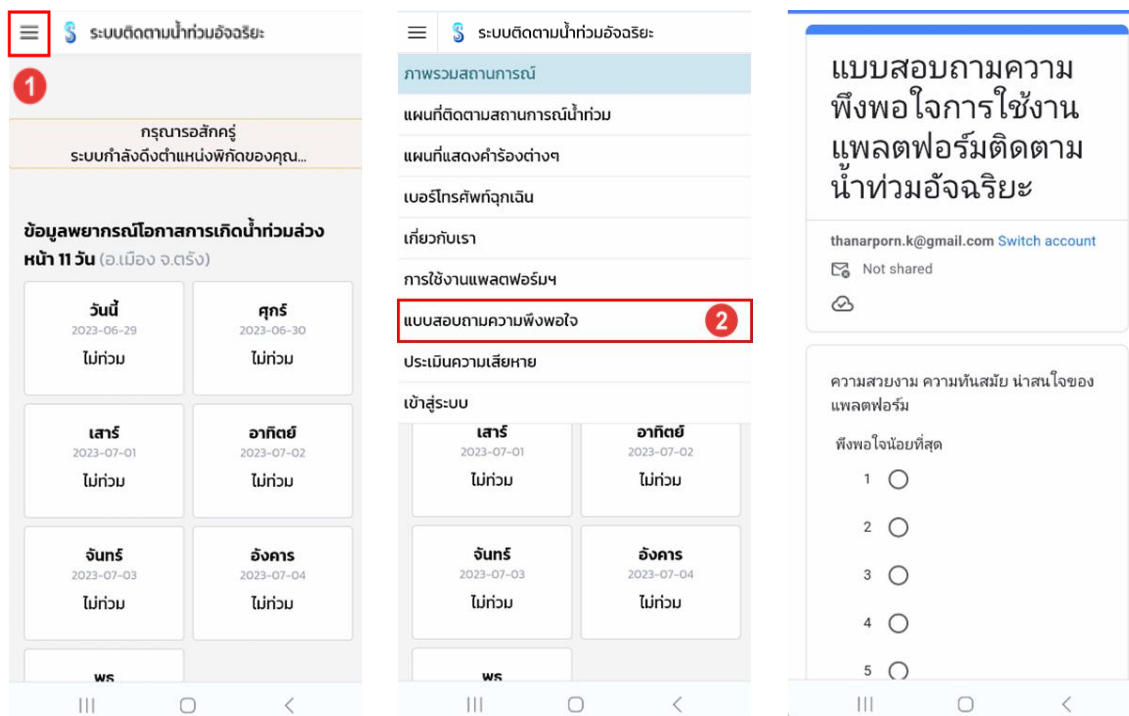 ระบบติดตามน้ำท่วมอัจฉริยะ
1
กรุณารอสักครู่
ระบบกำลังดึงตำแหน่งพิกัดของคุณ...
ข้อมูลพยากรณ์โอกาสการเกิดน้ำท่วมล่วง
หน้า 11 วัน (อ.เมือง จ.ตรัง)
วันนี้
2023-06-29
ไม่ท่วม
ศุกร์
2023-06-30
ไม่ท่วม
เสาร์
2023-07-01
ไม่ท่วม
อาทิตย์
2023-07-02
ไม่ท่วม
จันทร์
2023-07-03
ไม่ท่วม
อังคาร
2023-07-04
ไม่ท่วม
พธ
ระบบติดตามน้ำท่วมอัจฉริยะ
ภาพรวมสถานการณ์
แผนที่ติดตามสถานการณ์น้ำท่วม
แผนที่แสดงคำร้องต่างๆ
เบอร์โทรศัพท์ฉุกเฉิน
เกี่ยวกับเรา
การใช้งานแพลตฟอร์มฯ
แบบสอบถามความพึงพอใจ 2
ประเมินความเสียหาย
เข้าสู่ระบบ
เสาร์
2023-07-01
ไม่ท่วม
อาทิตย์
2023-07-02
ไม่ท่วม
จันทร์
2023-07-03
ไม่ท่วม
อังคาร
2023-07-04
ไม่ท่วม
พธ
แบบสอบถามความ
พึงพอใจการใช้งาน
แพลตฟอร์มติดตาม
น้ำท่วมอัจฉริยะ
thanarporn.k@gmail.com Switch account
Not shared
ความสวยงาม ความทันสมัย น่าสนใจของ
แพลตฟอร์ม
พึงพอใจน้อยที่สุด
1
2
3
4
5